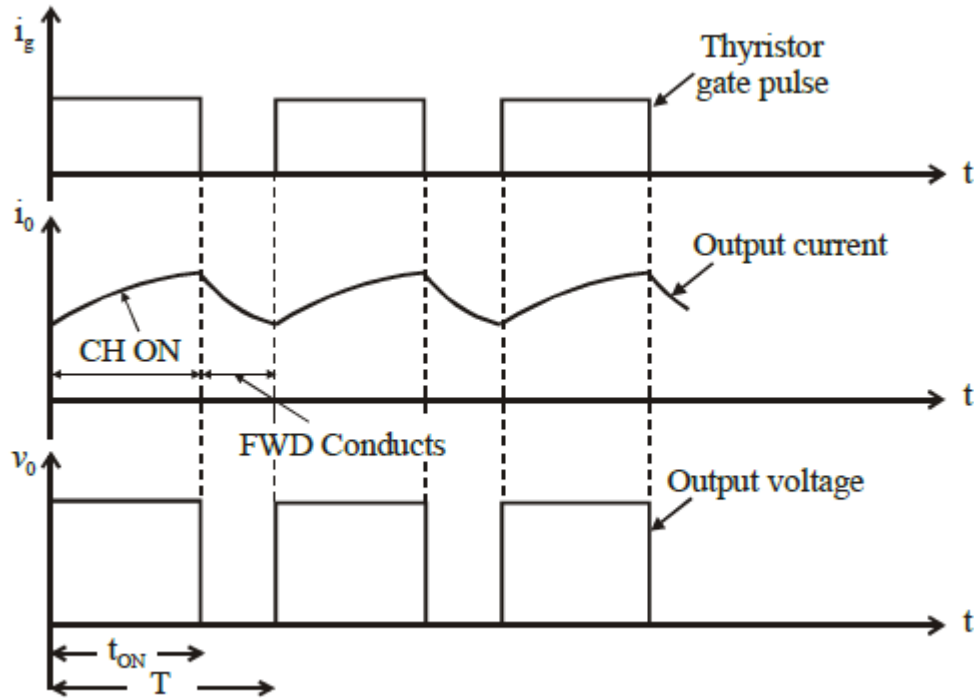 i_g
Thyristor
gate pulse
t
i_0
Output current
CH ON
t
FWD Conducts
v_0
Output voltage
t
t_ON
T